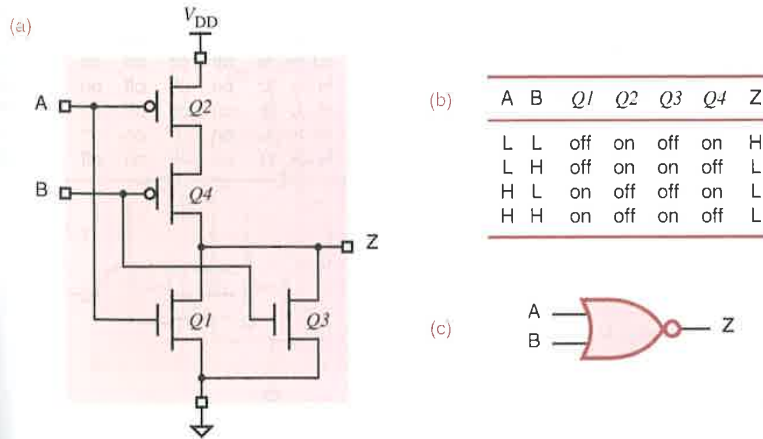 (a)
V_DD
A
Q2
B
Q4
Z
Q1
Q3
(b)
A B Q1 Q2 Q3 Q4 Z
L L off on off on H
L H off on on off L
H L on off off on L
H H on off on off L
(c)
A
B
Z